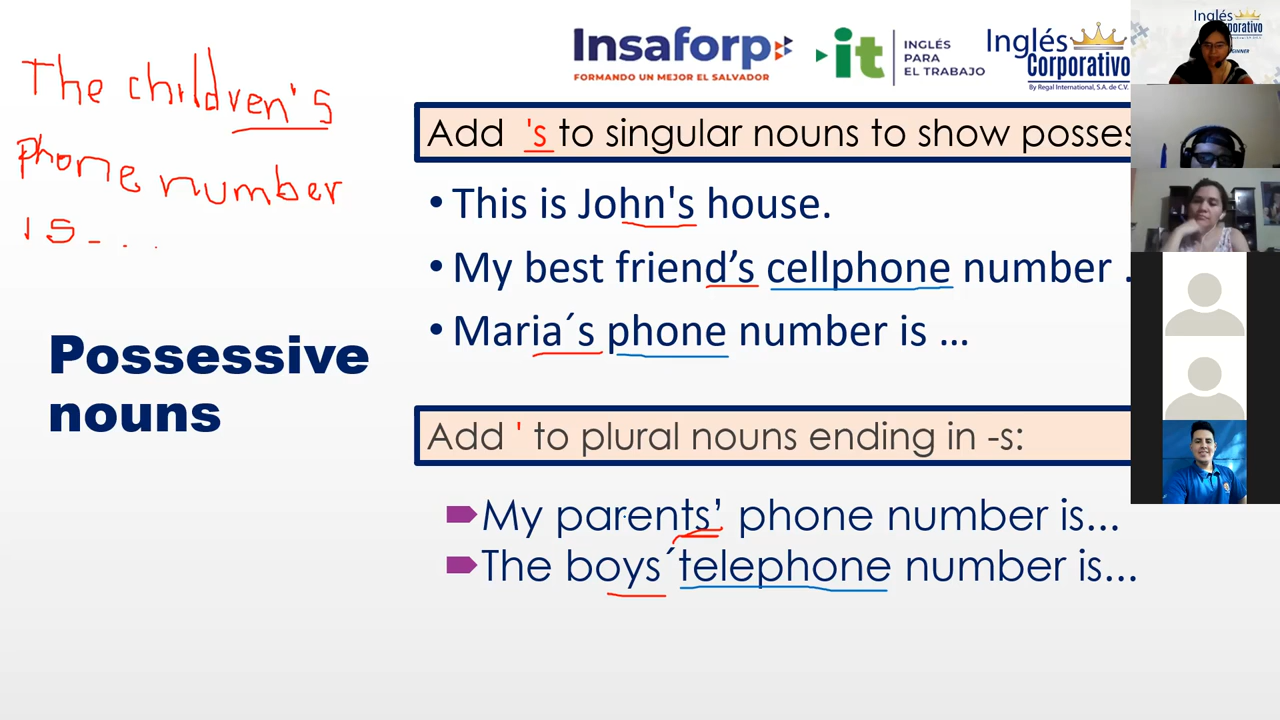 The children's
phone number
is - . . .
Possessive
nouns
Insaforp
FORMANDO UN MEJOR EL SALVADOR
it
INGLÉS
PARA
EL TRABAJO
Inglés
Corporativo
By Regal International, S.A. de C.V.
Add 's to singular nouns to show posses
• This is John's house.
• My best friend’s cellphone number .
• Maria´s phone number is ...
Add ' to plural nouns ending in -s:
My parents’ phone number is...
The boys´telephone number is...
Inglés